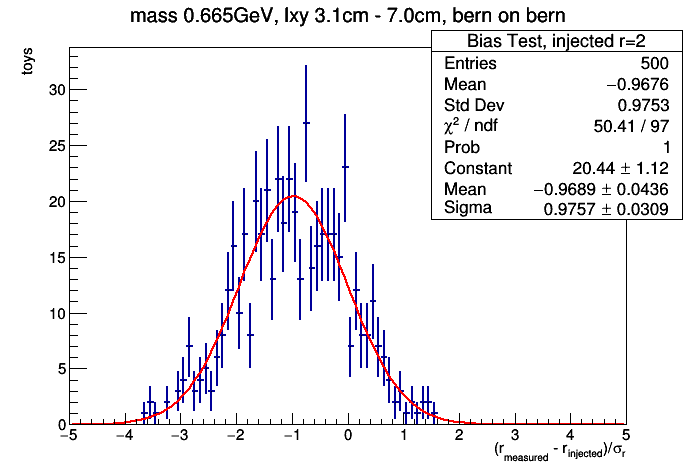 mass 0.665GeV, lxy 3.1cm - 7.0cm, bern on bern
Bias Test, injected r=2
Entries 500
Mean −0.9676
Std Dev 0.9753
χ² / ndf 50.41 / 97
Prob 1
Constant 20.44 ± 1.12
Mean −0.9689 ± 0.0436
Sigma 0.9757 ± 0.0309
toys
30
25
20
15
10
5
0
−5 −4 −3 −2 −1 0 1 2 3 4 5
(r_measured - r_injected)/σ_r